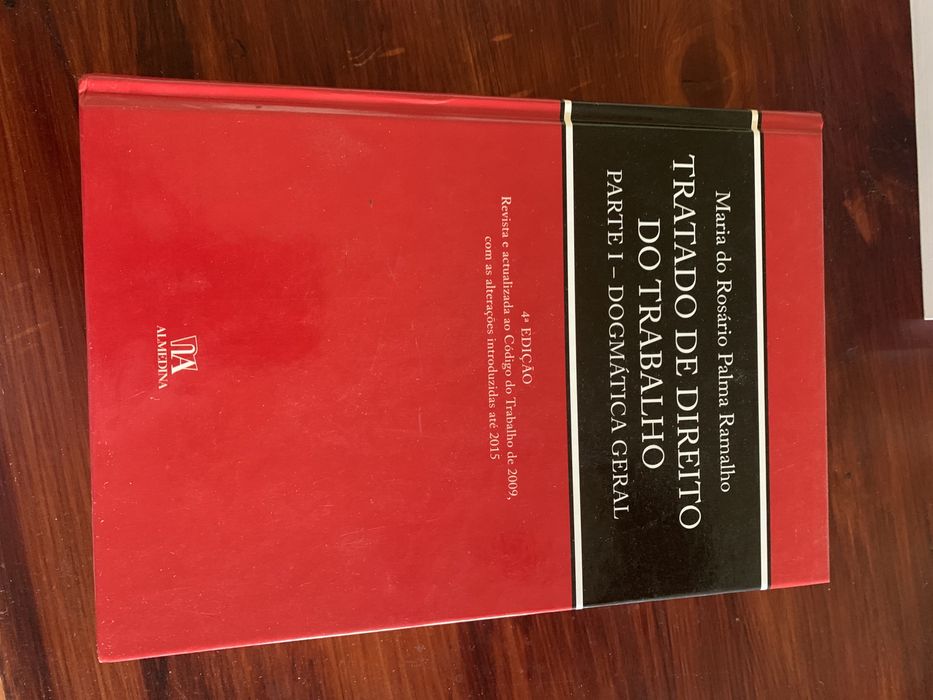 Maria do Rosário Palma Ramalho
TRATADO DE DIREITO
DO TRABALHO
PARTE I – DOGMÁTICA GERAL
4ª EDIÇÃO
Revista e actualizada ao Código do Trabalho de 2009,
com as alterações introduzidas até 2015
ALMEDINA